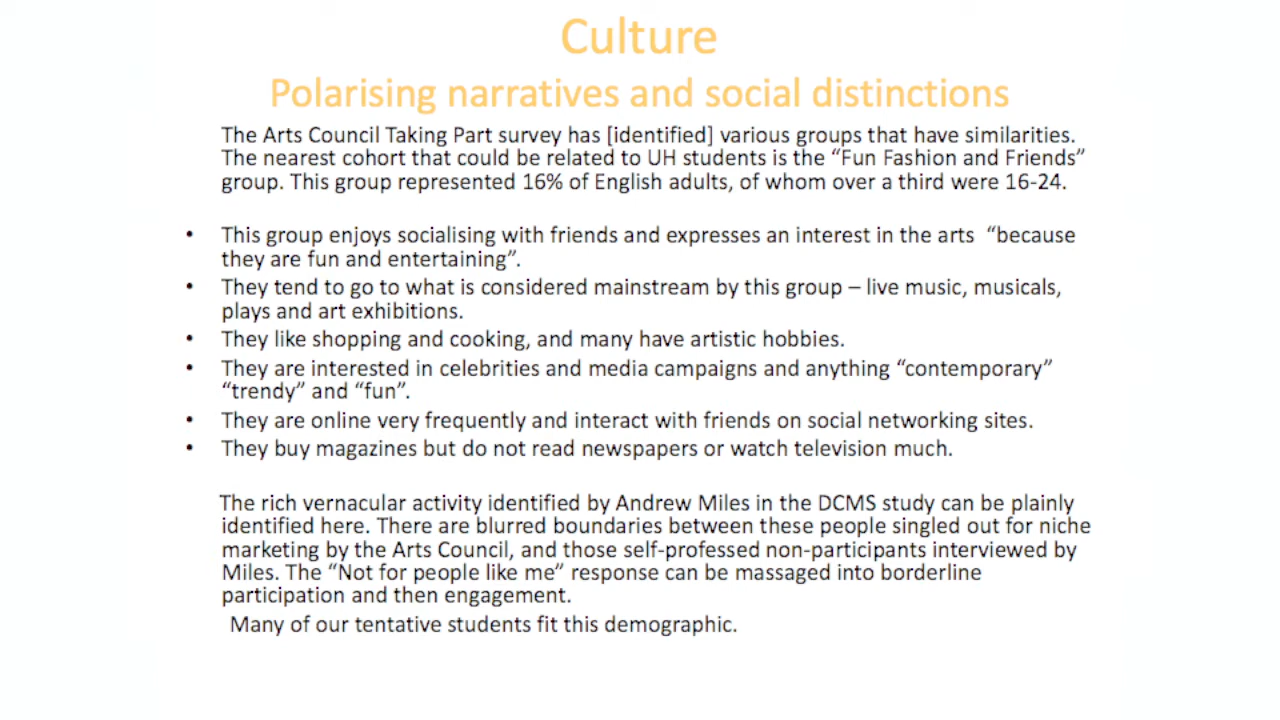 Culture
Polarising narratives and social distinctions
The Arts Council Taking Part survey has [identified] various groups that have similarities.
The nearest cohort that could be related to UH students is the “Fun Fashion and Friends”
group. This group represented 16% of English adults, of whom over a third were 16-24.
• This group enjoys socialising with friends and expresses an interest in the arts “because
they are fun and entertaining”.
• They tend to go to what is considered mainstream by this group – live music, musicals,
plays and art exhibitions.
• They like shopping and cooking, and many have artistic hobbies.
• They are interested in celebrities and media campaigns and anything “contemporary”
“trendy” and “fun”.
• They are online very frequently and interact with friends on social networking sites.
• They buy magazines but do not read newspapers or watch television much.
The rich vernacular activity identified by Andrew Miles in the DCMS study can be plainly
identified here. There are blurred boundaries between these people singled out for niche
marketing by the Arts Council, and those self-professed non-participants interviewed by
Miles. The “Not for people like me” response can be massaged into borderline
participation and then engagement.
Many of our tentative students fit this demographic.